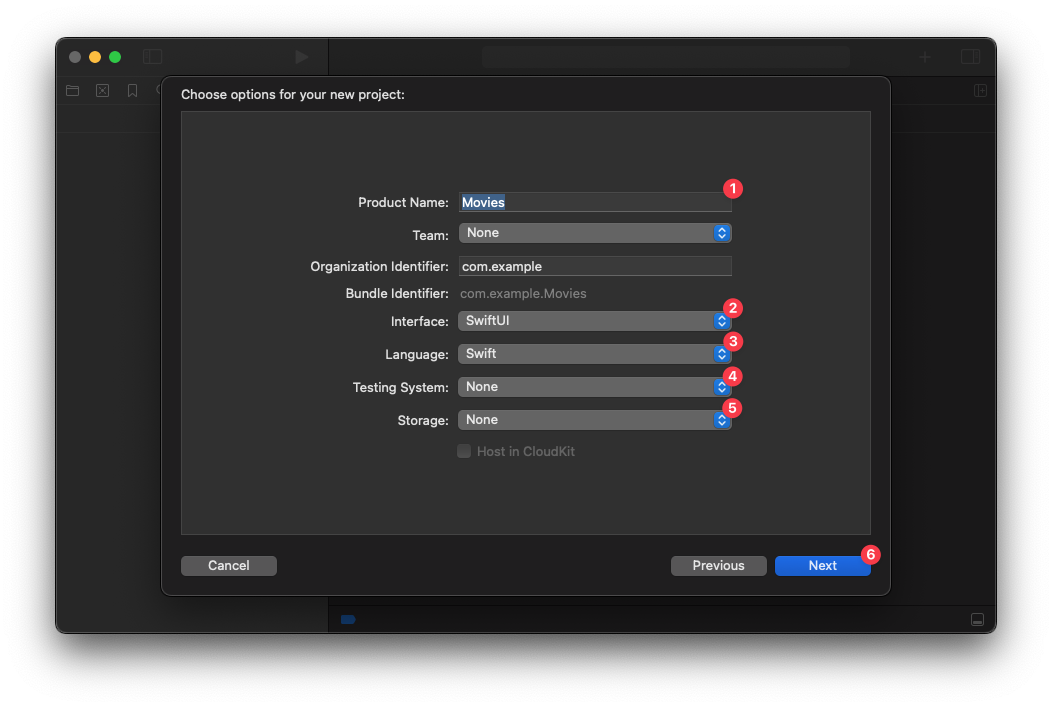 Choose options for your new project:
1
Product Name: Movies
Team: None
Organization Identifier: com.example
Bundle Identifier: com.example.Movies
2
Interface: SwiftUI
3
Language: Swift
4
Testing System: None
5
Storage: None
Host in CloudKit
6
Cancel Previous Next